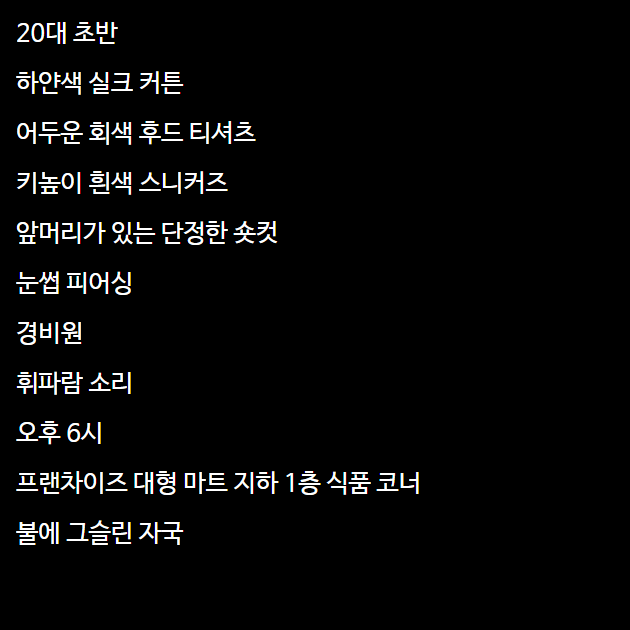 20대 초반
하얀색 실크 커튼
어두운 회색 후드 티셔츠
키높이 흰색 스니커즈
앞머리가 있는 단정한 숏컷
눈썹 피어싱
경비원
휘파람 소리
오후 6시
프랜차이즈 대형 마트 지하 1층 식품 코너
불에 그슬린 자국